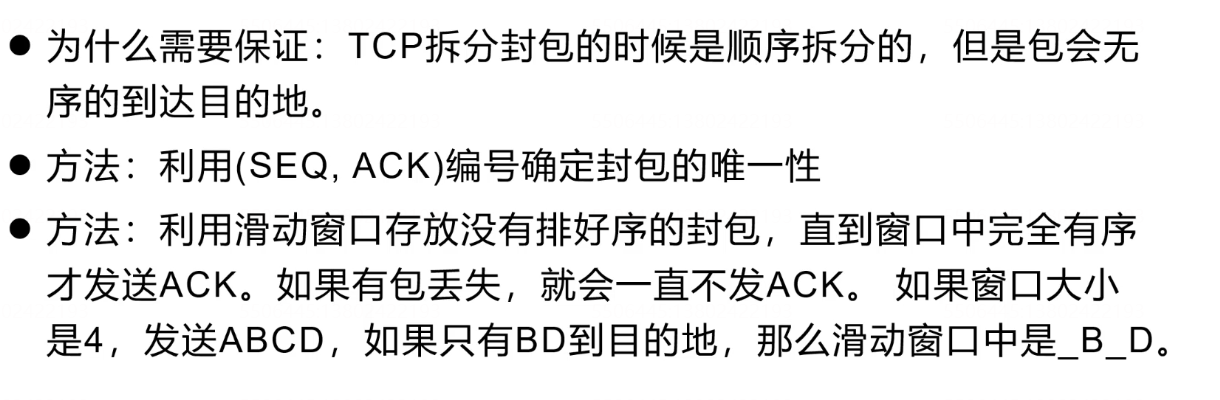 ● 为什么需要保证：TCP拆分封包的时候是顺序拆分的，但是包会无
序的到达目的地。
● 方法：利用(SEQ, ACK)编号确定封包的唯一性
● 方法：利用滑动窗口存放没有排好序的封包，直到窗口中完全有序
才发送ACK。如果有包丢失，就会一直不发ACK。 如果窗口大小
是4，发送ABCD，如果只有BD到目的地，那么滑动窗口中是_B_D。